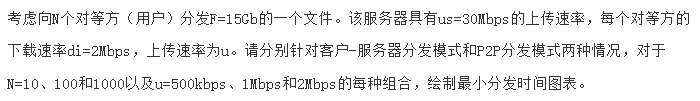 考虑向N个对等方（用户）分发F=15Gb的一个文件。该服务器具有us=30Mbps的上传速率，每个对等方的
下载速率di=2Mbps，上传速率为u。请分别针对客户-服务器分发模式和P2P分发模式两种情况，对于
N=10、100和1000以及u=500kbps、1Mbps和2Mbps的每种组合，绘制最小分发时间图表。